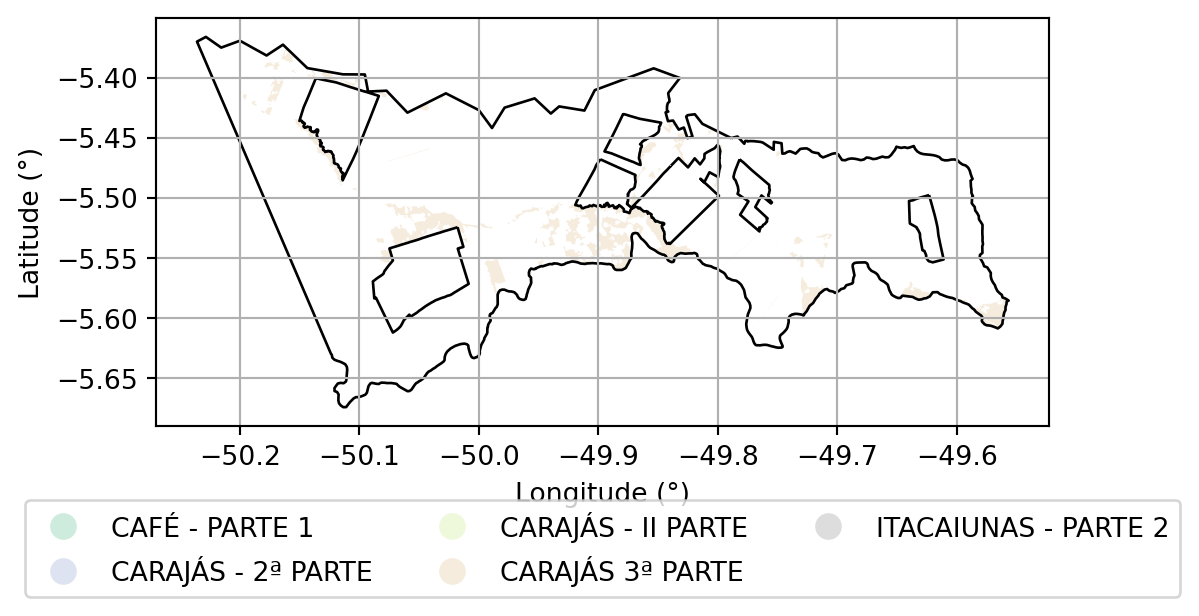 −5.40
−5.45
−5.50
−5.55
−5.60
−5.65
Latitude (°)
−50.2 −50.1 −50.0 −49.9 −49.8 −49.7 −49.6
Longitude (°)
CAFÉ - PARTE 1 CARAJÁS - II PARTE ITACAIUNAS - PARTE 2
CARAJÁS - 2ª PARTE CARAJÁS 3ª PARTE